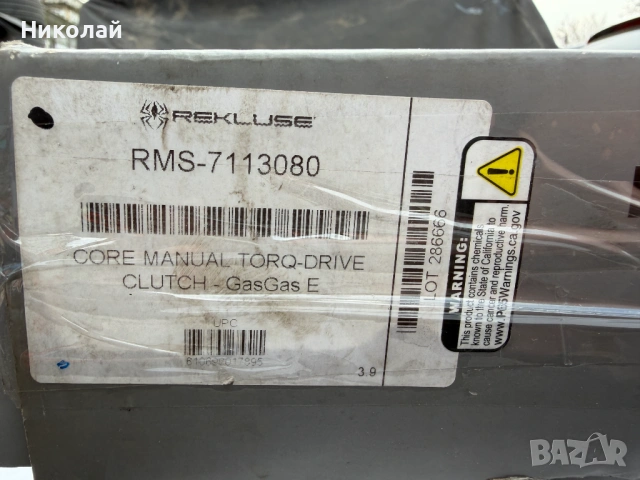 Николай
REKLUSE
RMS-7113080
CORE MANUAL TORQ-DRIVE
CLUTCH - GasGas E
UPC
3.9
LOT 286666
WARNING:
This product contains chemicals
known to the State of California to
cause cancer and reproductive harm.
www.P65Warnings.ca.gov
BAZAR